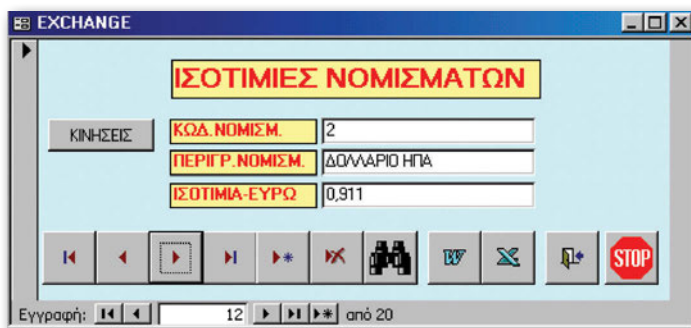 EXCHANGE
ΙΣΟΤΙΜΙΕΣ ΝΟΜΙΣΜΑΤΩΝ
ΚΙΝΗΣΕΙΣ ΚΩΔ.ΝΟΜΙΣΜ. 2
ΠΕΡΙΓΡ.ΝΟΜΙΣΜ. ΔΟΛΛΑΡΙΟ ΗΠΑ
ΙΣΟΤΙΜΙΑ-ΕΥΡΩ 0,911
W X STOP
Εγγραφή: 12 από 20